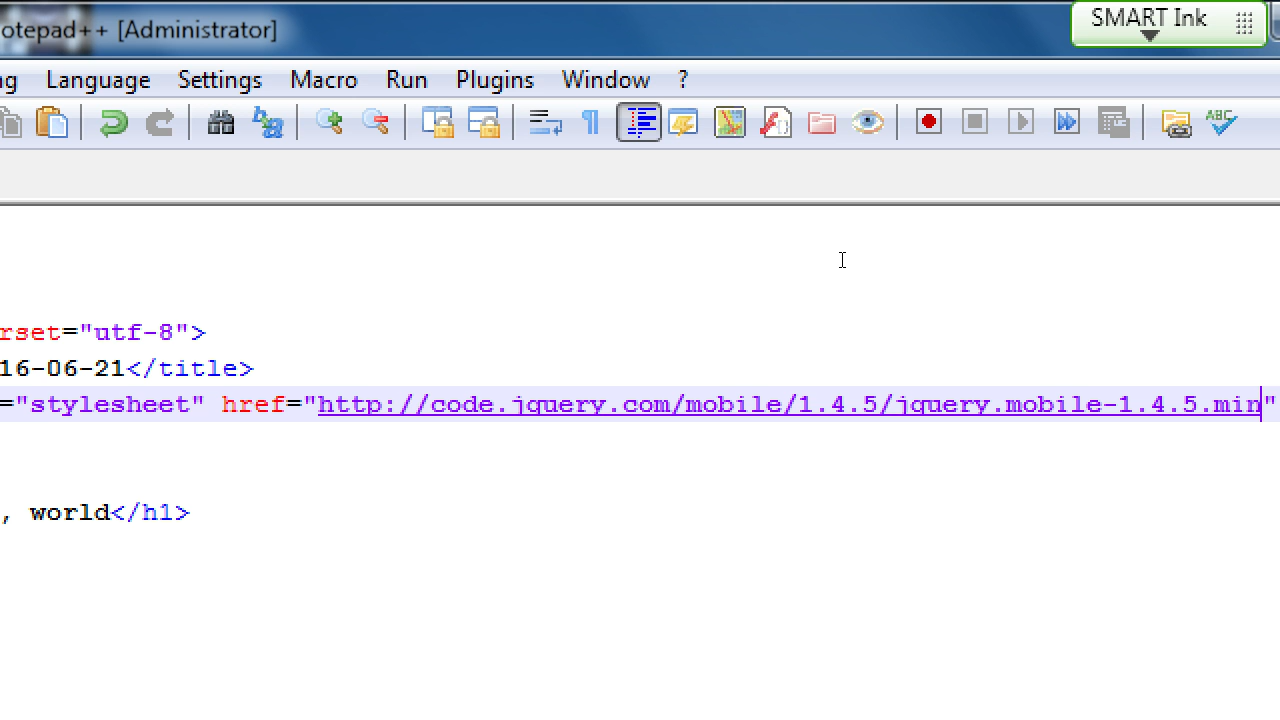 otepad++ [Administrator]
SMART Ink
ng Language Settings Macro Run Plugins Window ?
ABC
rset="utf-8">
16-06-21</title>
="stylesheet" href="http://code.jquery.com/mobile/1.4.5/jquery.mobile-1.4.5.min"
, world</h1>